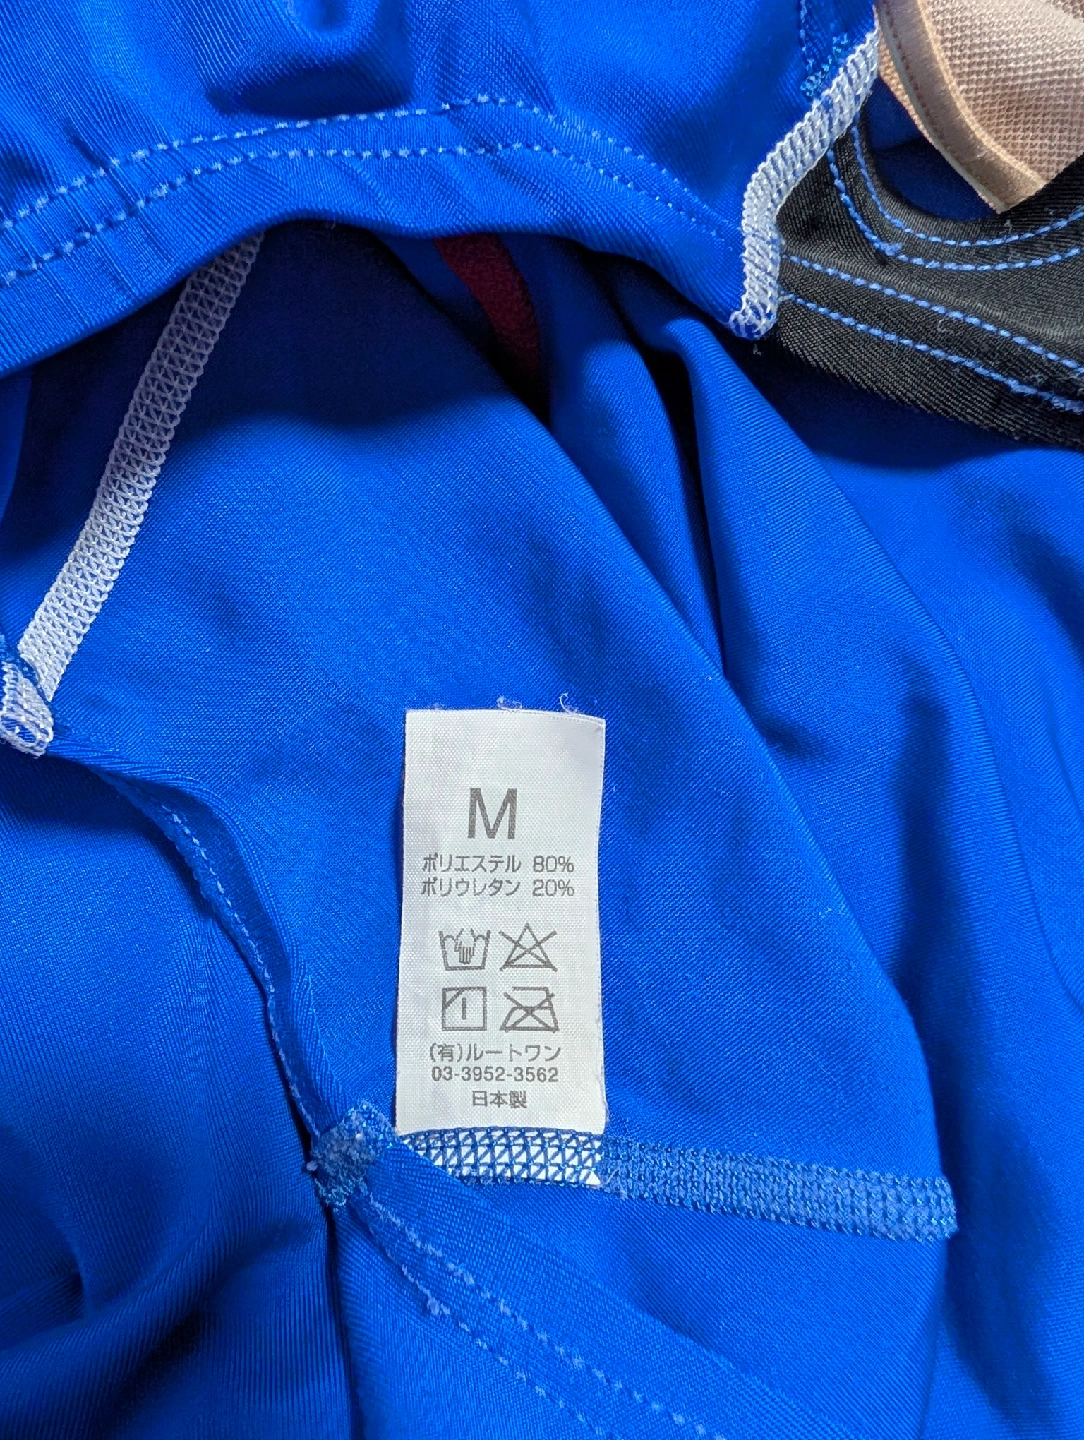 M
ポリエステル 80%
ポリウレタン 20%
(有)ルートワン
03-3952-3562
日本製